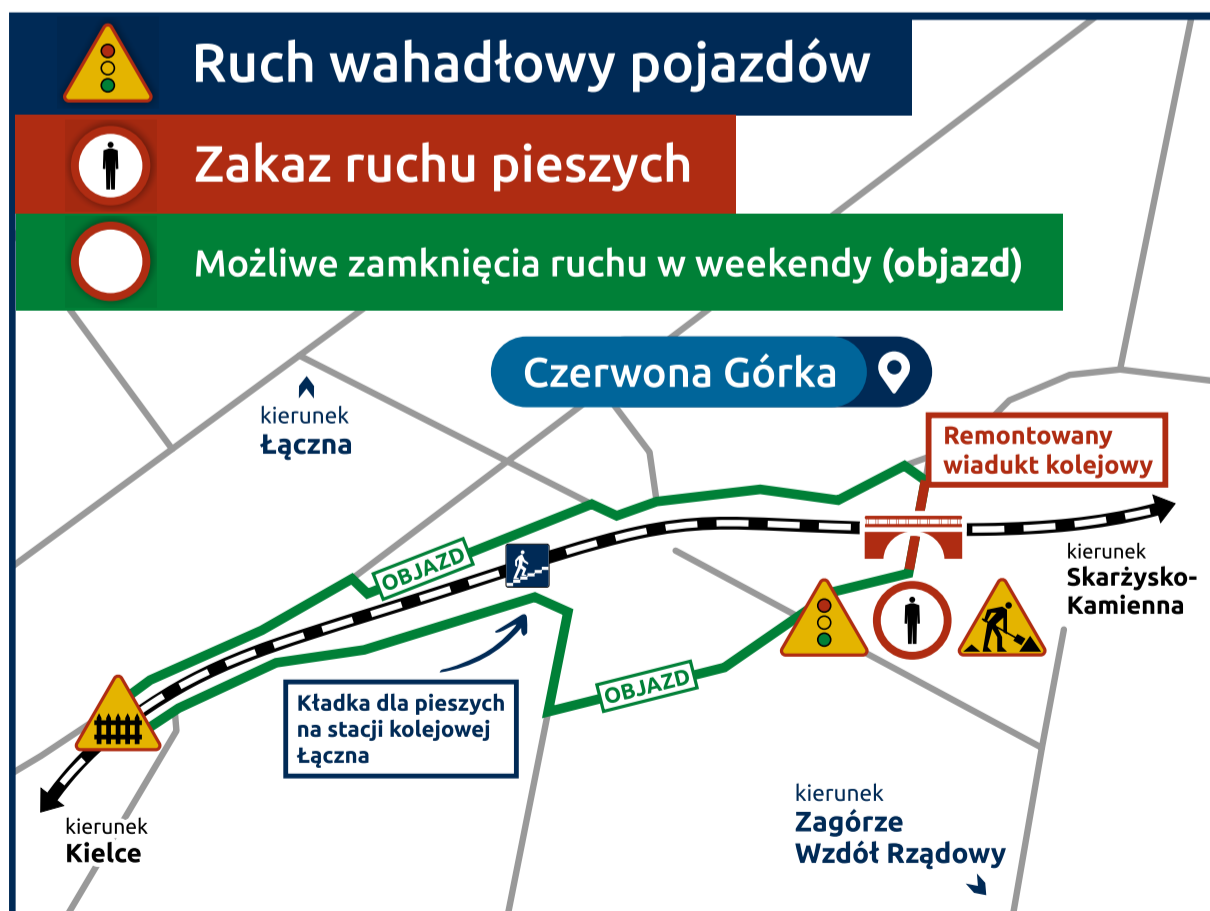 Ruch wahadłowy pojazdów
Zakaz ruchu pieszych
Możliwe zamknięcia ruchu w weekendy (objazd)
Czerwona Górka
kierunek
Łączna
Remontowany
wiadukt kolejowy
OBJAZD
kierunek
Skarżysko-
Kamienna
OBJAZD
Kładka dla pieszych
na stacji kolejowej
Łączna
kierunek
Kielce
kierunek
Zagórze
Wzdół Rządowy